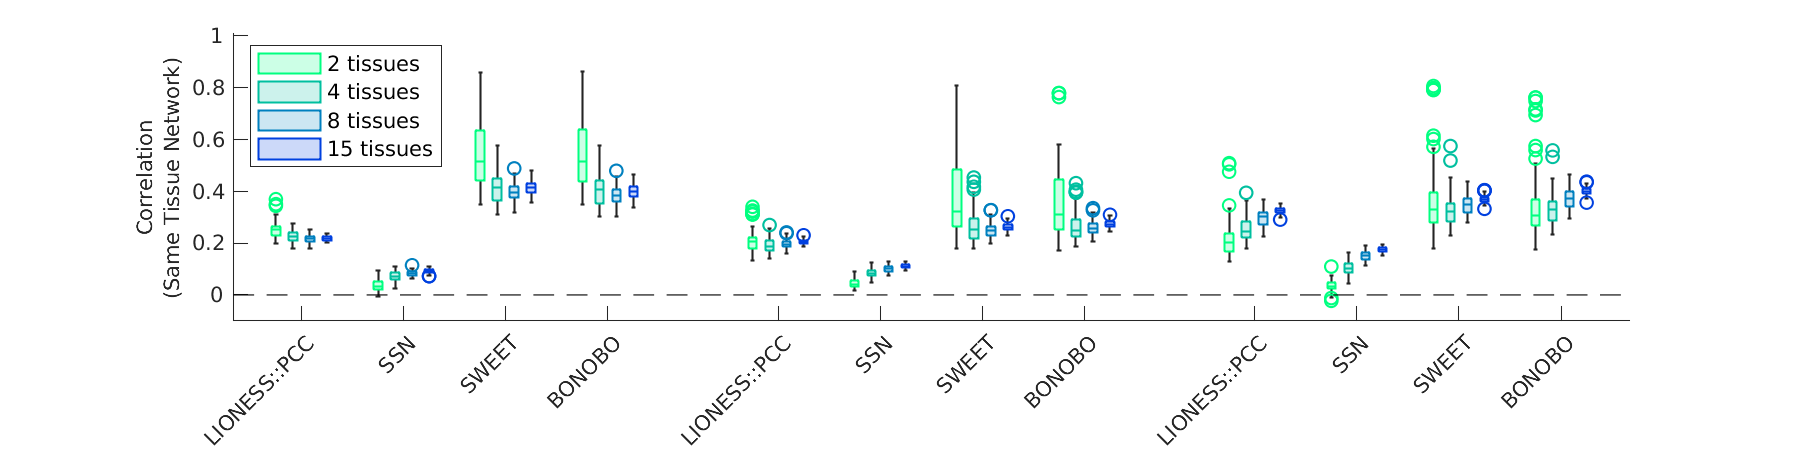 Correlation
(Same Tissue Network)
1
0.8
0.6
0.4
0.2
0
2 tissues
4 tissues
8 tissues
15 tissues
LIONESS::PCC
SSN
SWEET
BONOBO
LIONESS::PCC
SSN
SWEET
BONOBO
LIONESS::PCC
SSN
SWEET
BONOBO